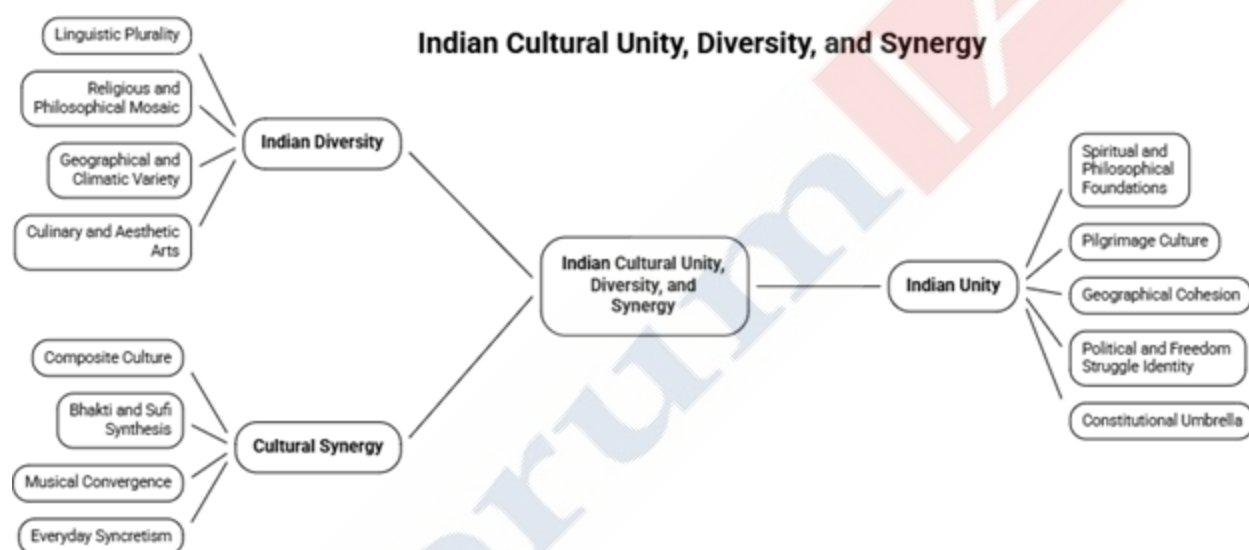 Indian Cultural Unity, Diversity, and Synergy
Linguistic Plurality
Religious and
Philosophical Mosaic
Geographical and
Climatic Variety
Culinary and Aesthetic
Arts
Indian Diversity
Composite Culture
Bhakti and Sufi
Synthesis
Musical Convergence
Everyday Syncretism
Cultural Synergy
Indian Cultural Unity,
Diversity, and
Synergy
Indian Unity
Spiritual and
Philosophical
Foundations
Pilgrimage Culture
Geographical Cohesion
Political and Freedom
Struggle Identity
Constitutional Umbrella